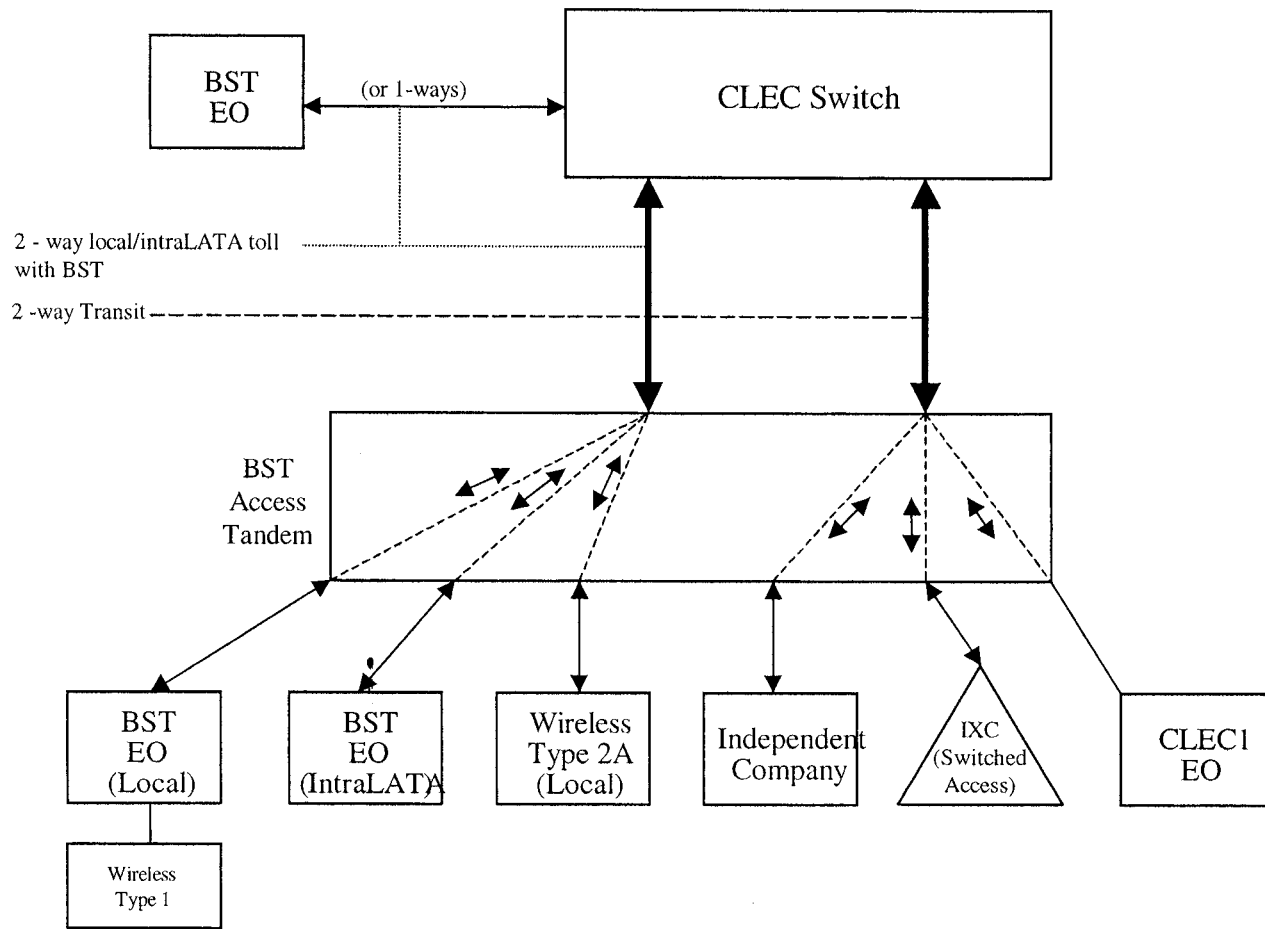 BST
EO
(or 1-ways)
CLEC Switch
2 - way local/intraLATA toll
with BST
2 -way Transit
BST
Access
Tandem
BST
EO
(Local)
BST
EO
(IntraLATA)
Wireless
Type 2A
(Local)
Independent
Company
IXC
(Switched
Access)
CLEC1
EO
Wireless
Type 1